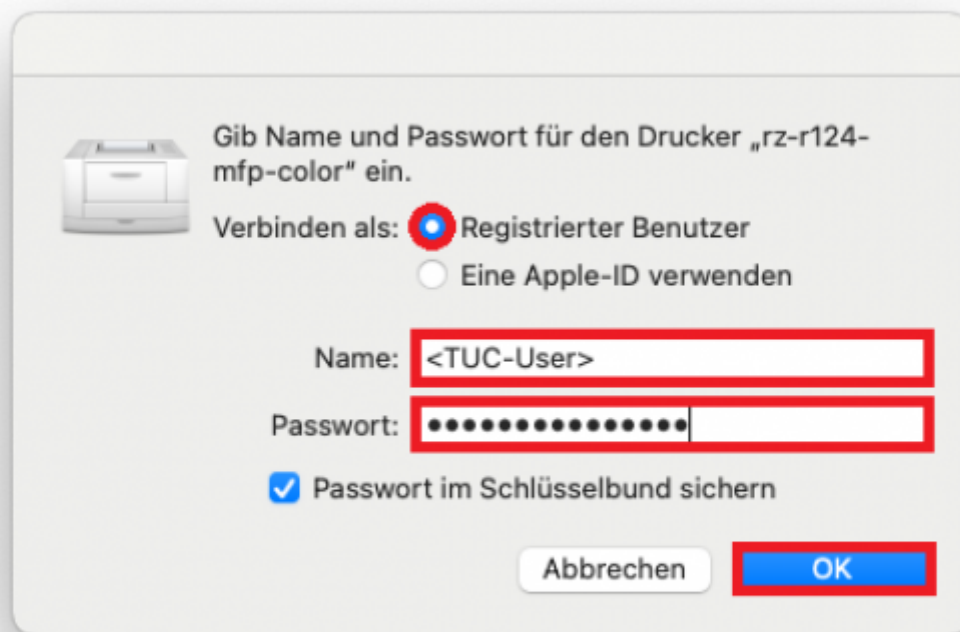 Gib Name und Passwort für den Drucker „rz-r124-
mfp-color" ein.
Verbinden als: Registrierter Benutzer
Eine Apple-ID verwenden
Name: <TUC-User>
Passwort: •••••••••••••••
Passwort im Schlüsselbund sichern
Abbrechen OK